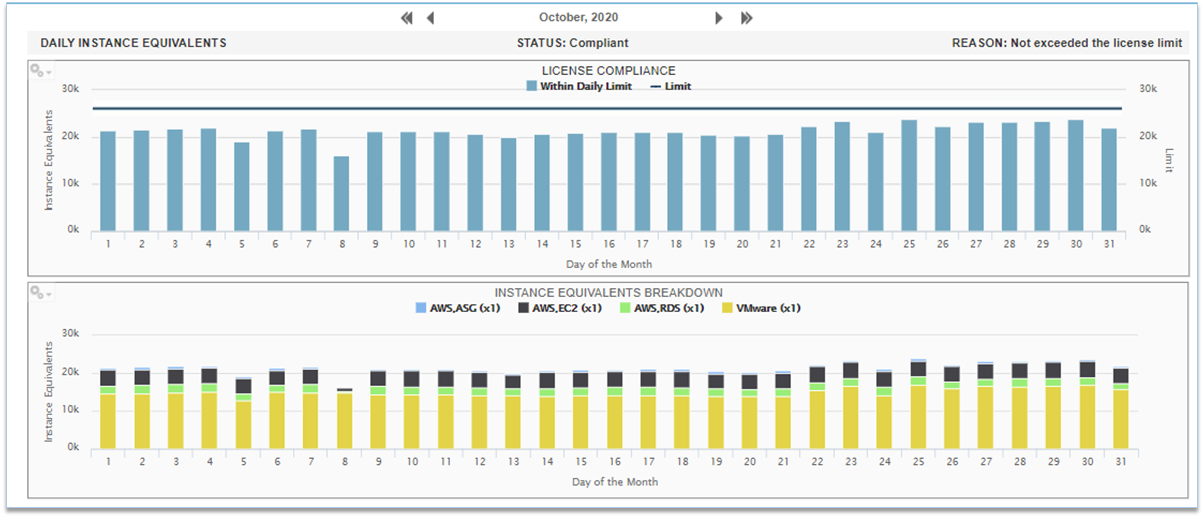 October, 2020
DAILY INSTANCE EQUIVALENTS STATUS: Compliant REASON: Not exceeded the license limit
LICENSE COMPLIANCE
Within Daily Limit Limit
Instance Equivalents
30k
20k
10k
0k
30k
20k
10k
0k
Limit
1 2 3 4 5 6 7 8 9 10 11 12 13 14 15 16 17 18 19 20 21 22 23 24 25 26 27 28 29 30 31
Day of the Month
INSTANCE EQUIVALENTS BREAKDOWN
AWS,ASG (x1) AWS,EC2 (x1) AWS,RDS (x1) VMware (x1)
Instance Equivalents
30k
20k
10k
0k
1 2 3 4 5 6 7 8 9 10 11 12 13 14 15 16 17 18 19 20 21 22 23 24 25 26 27 28 29 30 31
Day of the Month